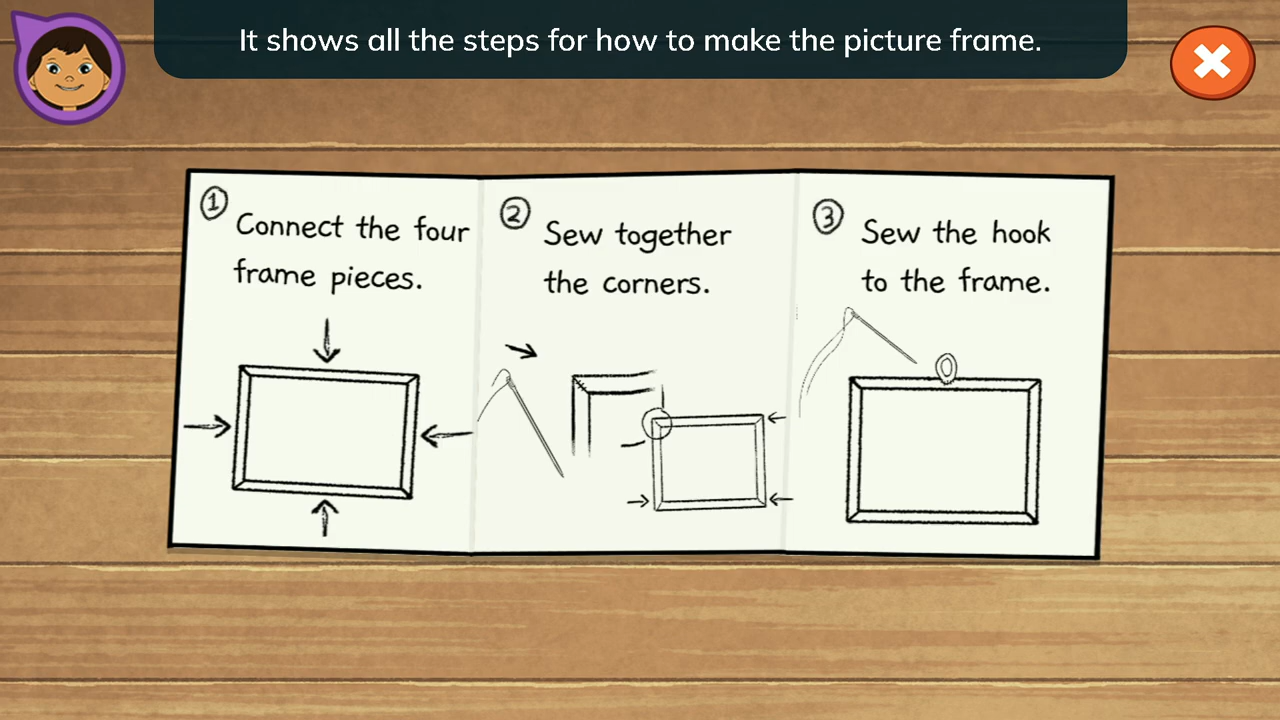 It shows all the steps for how to make the picture frame.
1
Connect the four
frame pieces.
2
Sew together
the corners.
3
Sew the hook
to the frame.